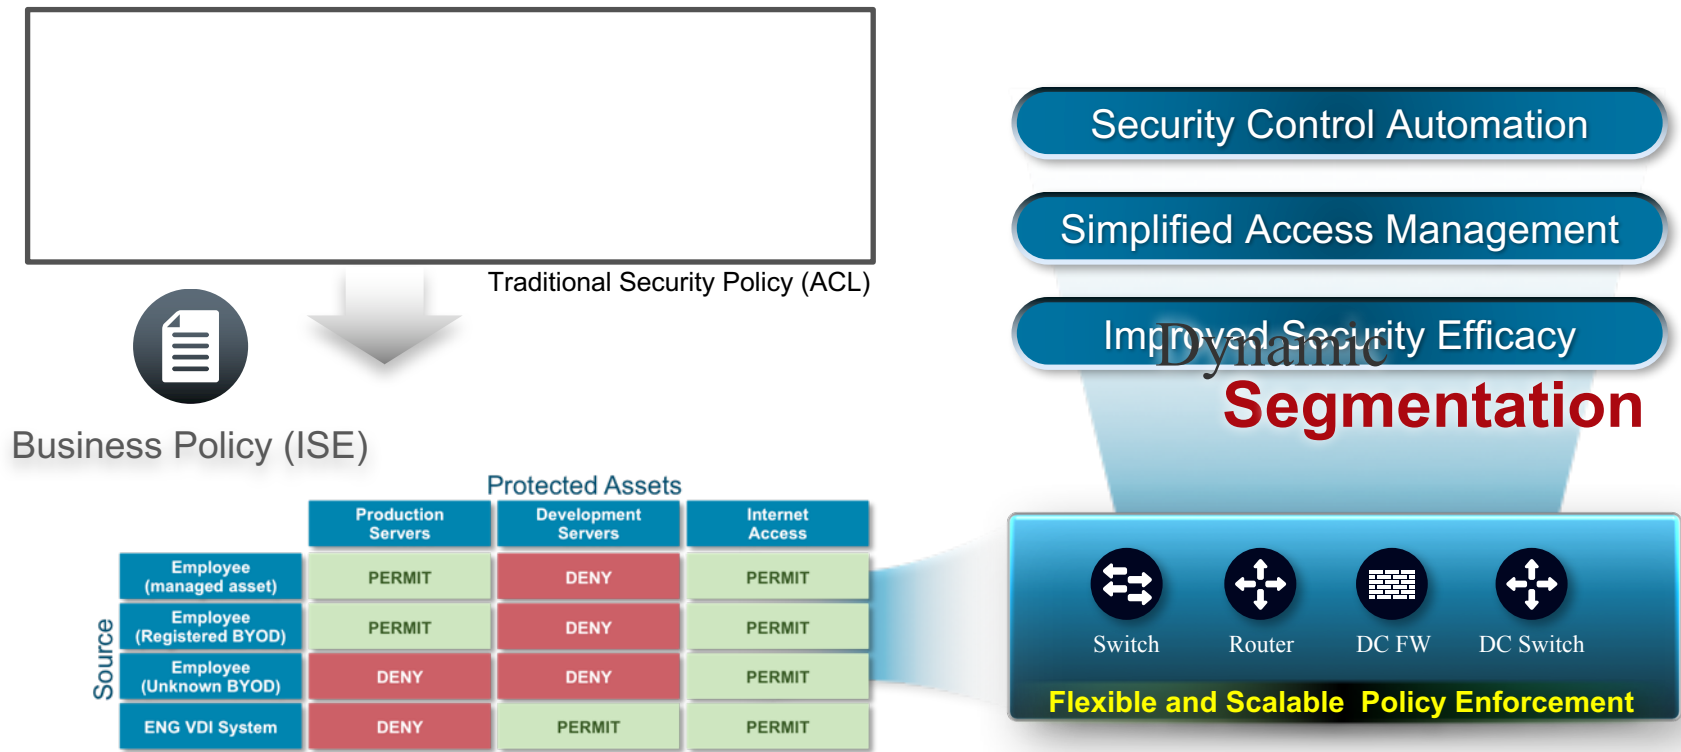 Traditional Security Policy (ACL)
Business Policy (ISE)
Protected Assets
Production
Servers
Development
Servers
Internet
Access
Source
Employee
(managed asset)
PERMIT
DENY
PERMIT
Employee
(Registered BYOD)
PERMIT
DENY
PERMIT
Employee
(Unknown BYOD)
DENY
DENY
PERMIT
ENG VDI System
DENY
PERMIT
PERMIT
Security Control Automation
Simplified Access Management
Improved Security Efficacy
Dynamic
Segmentation
Switch
Router
DC FW
DC Switch
Flexible and Scalable Policy Enforcement